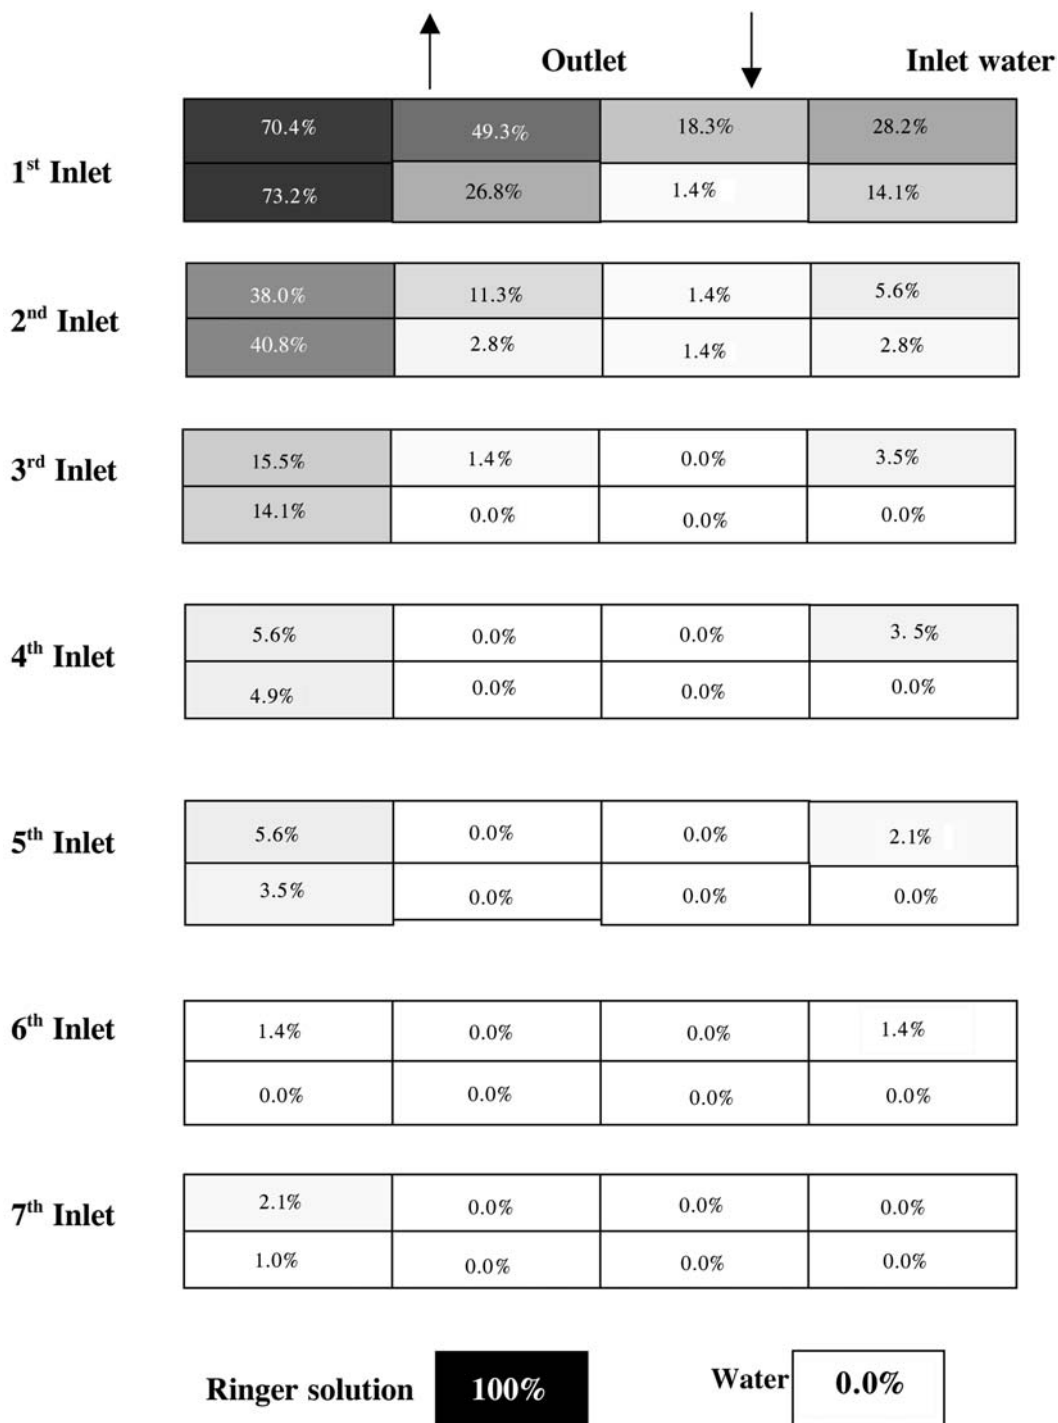 Outlet Inlet water
70.4% 49.3% 18.3% 28.2%
1st Inlet
73.2% 26.8% 1.4% 14.1%
38.0% 11.3% 1.4% 5.6%
2nd Inlet
40.8% 2.8% 1.4% 2.8%
15.5% 1.4% 0.0% 3.5%
3rd Inlet
14.1% 0.0% 0.0% 0.0%
5.6% 0.0% 0.0% 3. 5%
4th Inlet
4.9% 0.0% 0.0% 0.0%
5.6% 0.0% 0.0% 2.1%
5th Inlet
3.5% 0.0% 0.0% 0.0%
1.4% 0.0% 0.0% 1.4%
6th Inlet
0.0% 0.0% 0.0% 0.0%
2.1% 0.0% 0.0% 0.0%
7th Inlet
1.0% 0.0% 0.0% 0.0%
Ringer solution 100% Water 0.0%